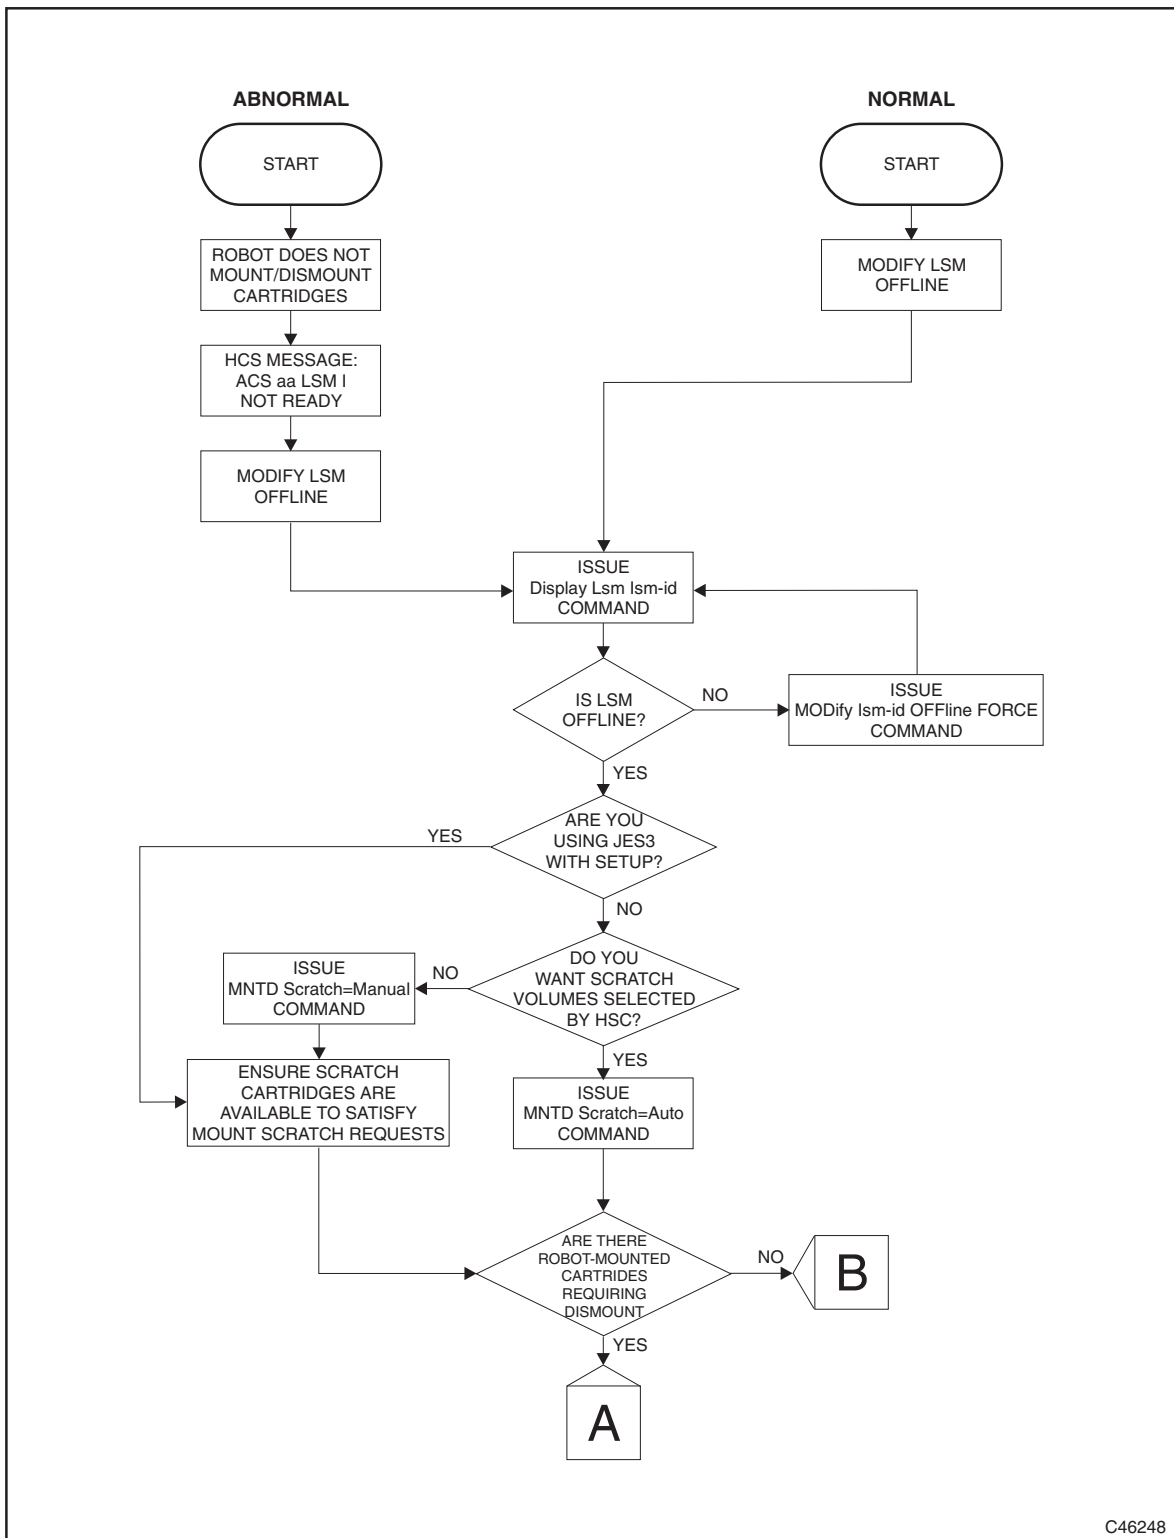 ABNORMAL
NORMAL
START
START
ROBOT DOES NOT
MOUNT/DISMOUNT
CARTRIDGES
MODIFY LSM
OFFLINE
HCS MESSAGE:
ACS aa LSM l
NOT READY
MODIFY LSM
OFFLINE
ISSUE
Display Lsm lsm-id
COMMAND
IS LSM
OFFLINE?
NO
ISSUE
MODify lsm-id OFFline FORCE
COMMAND
YES
ARE YOU
USING JES3
WITH SETUP?
YES
NO
DO YOU
WANT SCRATCH
VOLUMES SELECTED
BY HSC?
NO
ISSUE
MNTD Scratch=Manual
COMMAND
YES
ENSURE SCRATCH
CARTRIDGES ARE
AVAILABLE TO SATISFY
MOUNT SCRATCH REQUESTS
ISSUE
MNTD Scratch=Auto
COMMAND
ARE THERE
ROBOT-MOUNTED
CARTRIDES
REQUIRING
DISMOUNT
NO
B
YES
A
C46248